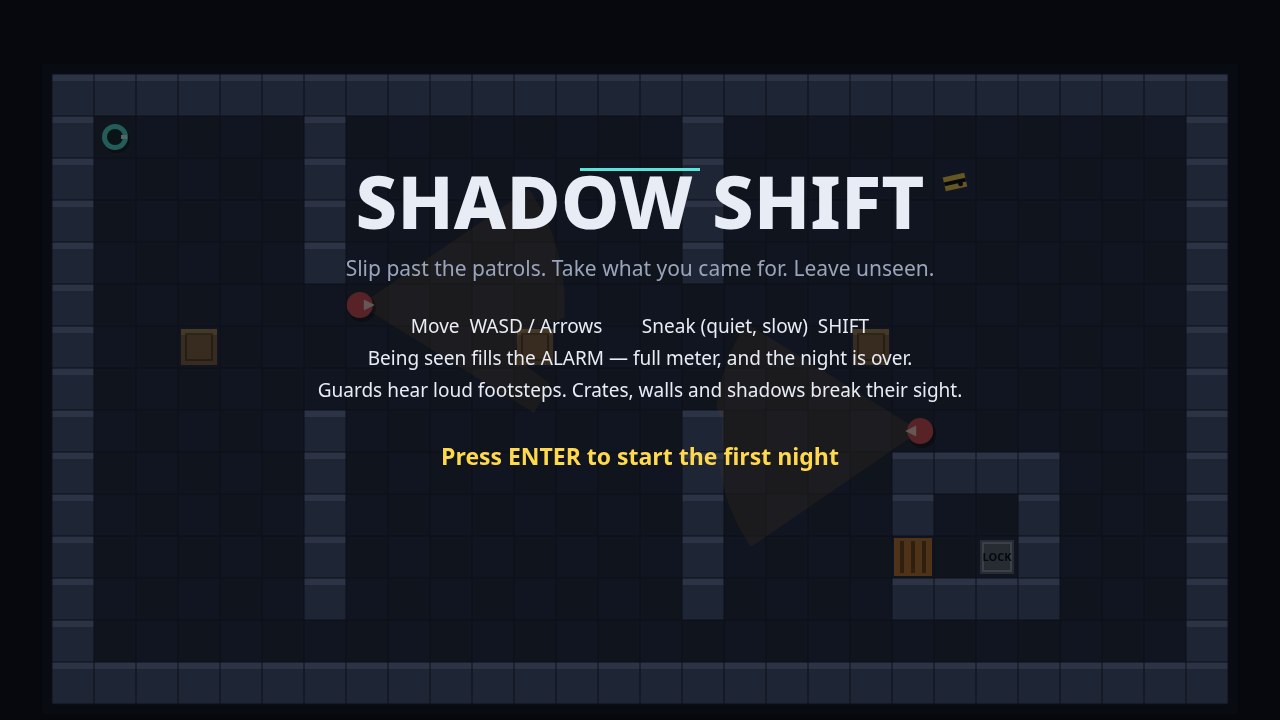 SHADOW SHIFT
Slip past the patrols. Take what you came for. Leave unseen.
Move  WASD / Arrows        Sneak (quiet, slow)  SHIFT
Being seen fills the ALARM — full meter, and the night is over.
Guards hear loud footsteps. Crates, walls and shadows break their sight.
Press ENTER to start the first night
LOCK